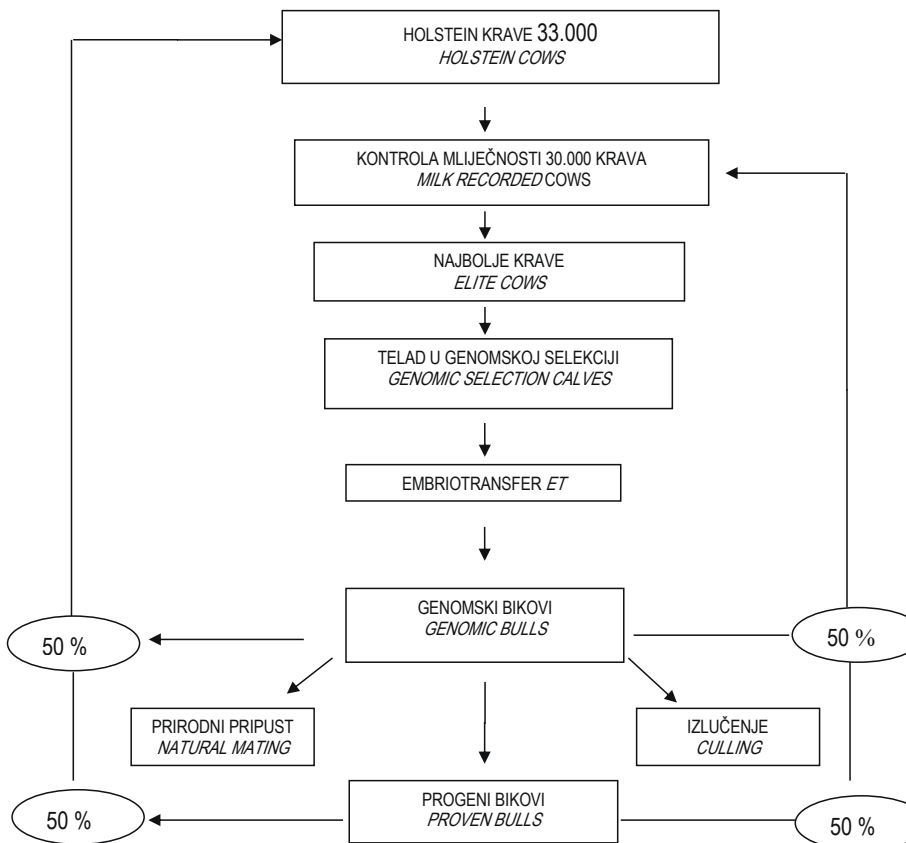 HOLSTEIN KRAVE 33.000
HOLSTEIN COWS
KONTROLA MLIJEČNOSTI 30.000 KRAVA
MILK RECORDED COWS
NAJBOLJE KRAVE
ELITE COWS
TELAD U GENOMSKOJ SELEKCIJI
GENOMIC SELECTION CALVES
EMBRIOTRANSFER ET
GENOMSKI BIKOVI
GENOMIC BULLS
50 %
50 %
PRIRODNI PRIPUST
NATURAL MATING
IZLUČENJE
CULLING
PROGENI BIKOVI
PROVEN BULLS
50 %
50 %